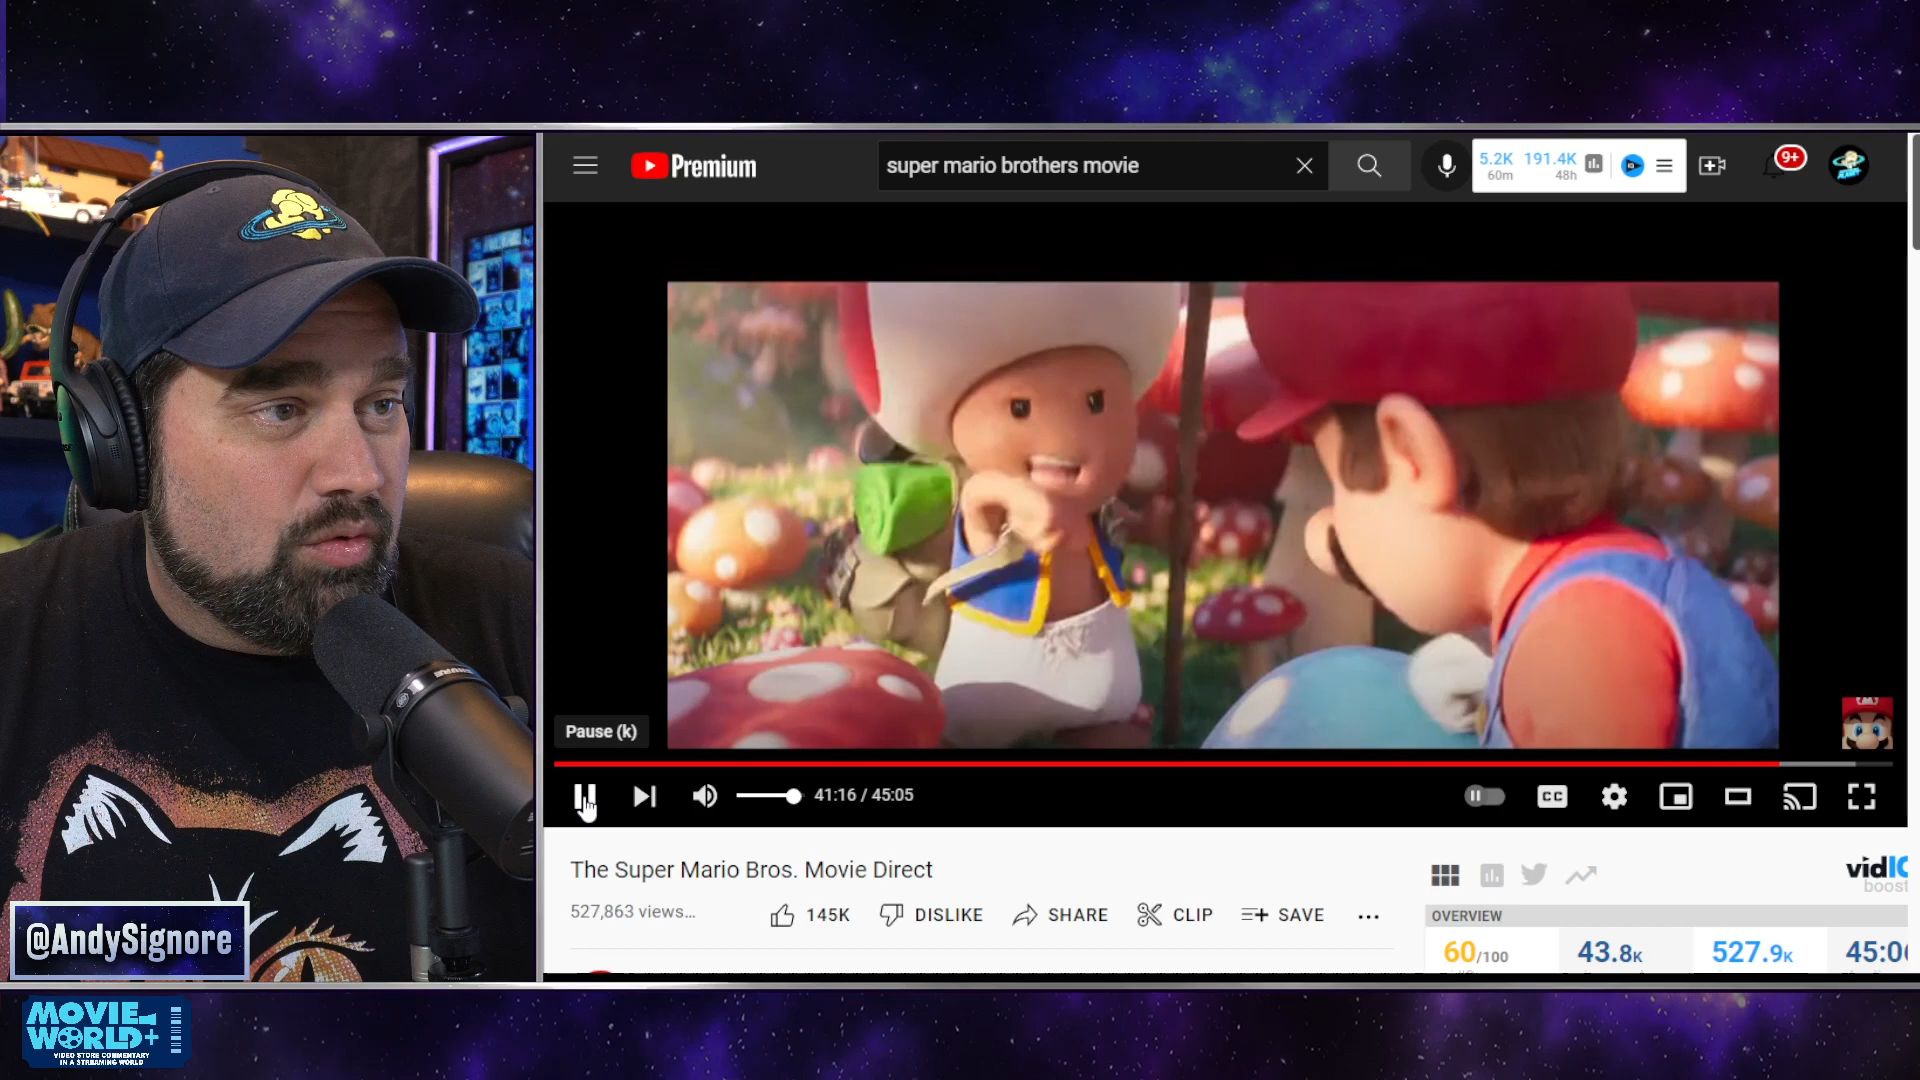 Premium
super mario brothers movie
5.2K 191.4K
60m 48h
9+
Pause (k)
41:16 / 45:05
CC
The Super Mario Bros. Movie Direct
527,863 views...
145K
DISLIKE
SHARE
CLIP
SAVE
vidIQ
boost
OVERVIEW
60/100
43.8K
527.9K
SHURE
@AndySignore
MOVIE
WORLD+
VIDEO STORE COMMENTARY
IN A STREAMING WORLD